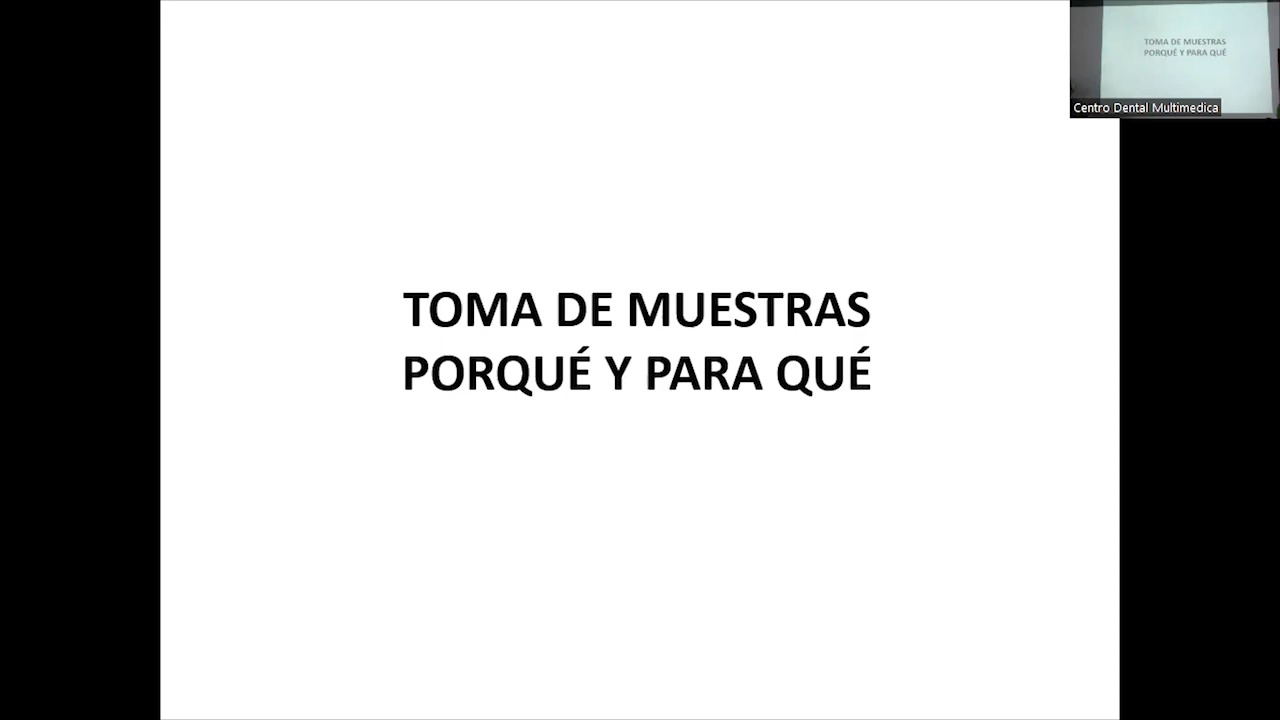 TOMA DE MUESTRAS
PORQUÉ Y PARA QUÉ
TOMA DE MUESTRAS
PORQUÉ Y PARA QUÉ
Centro Dental Multimedica